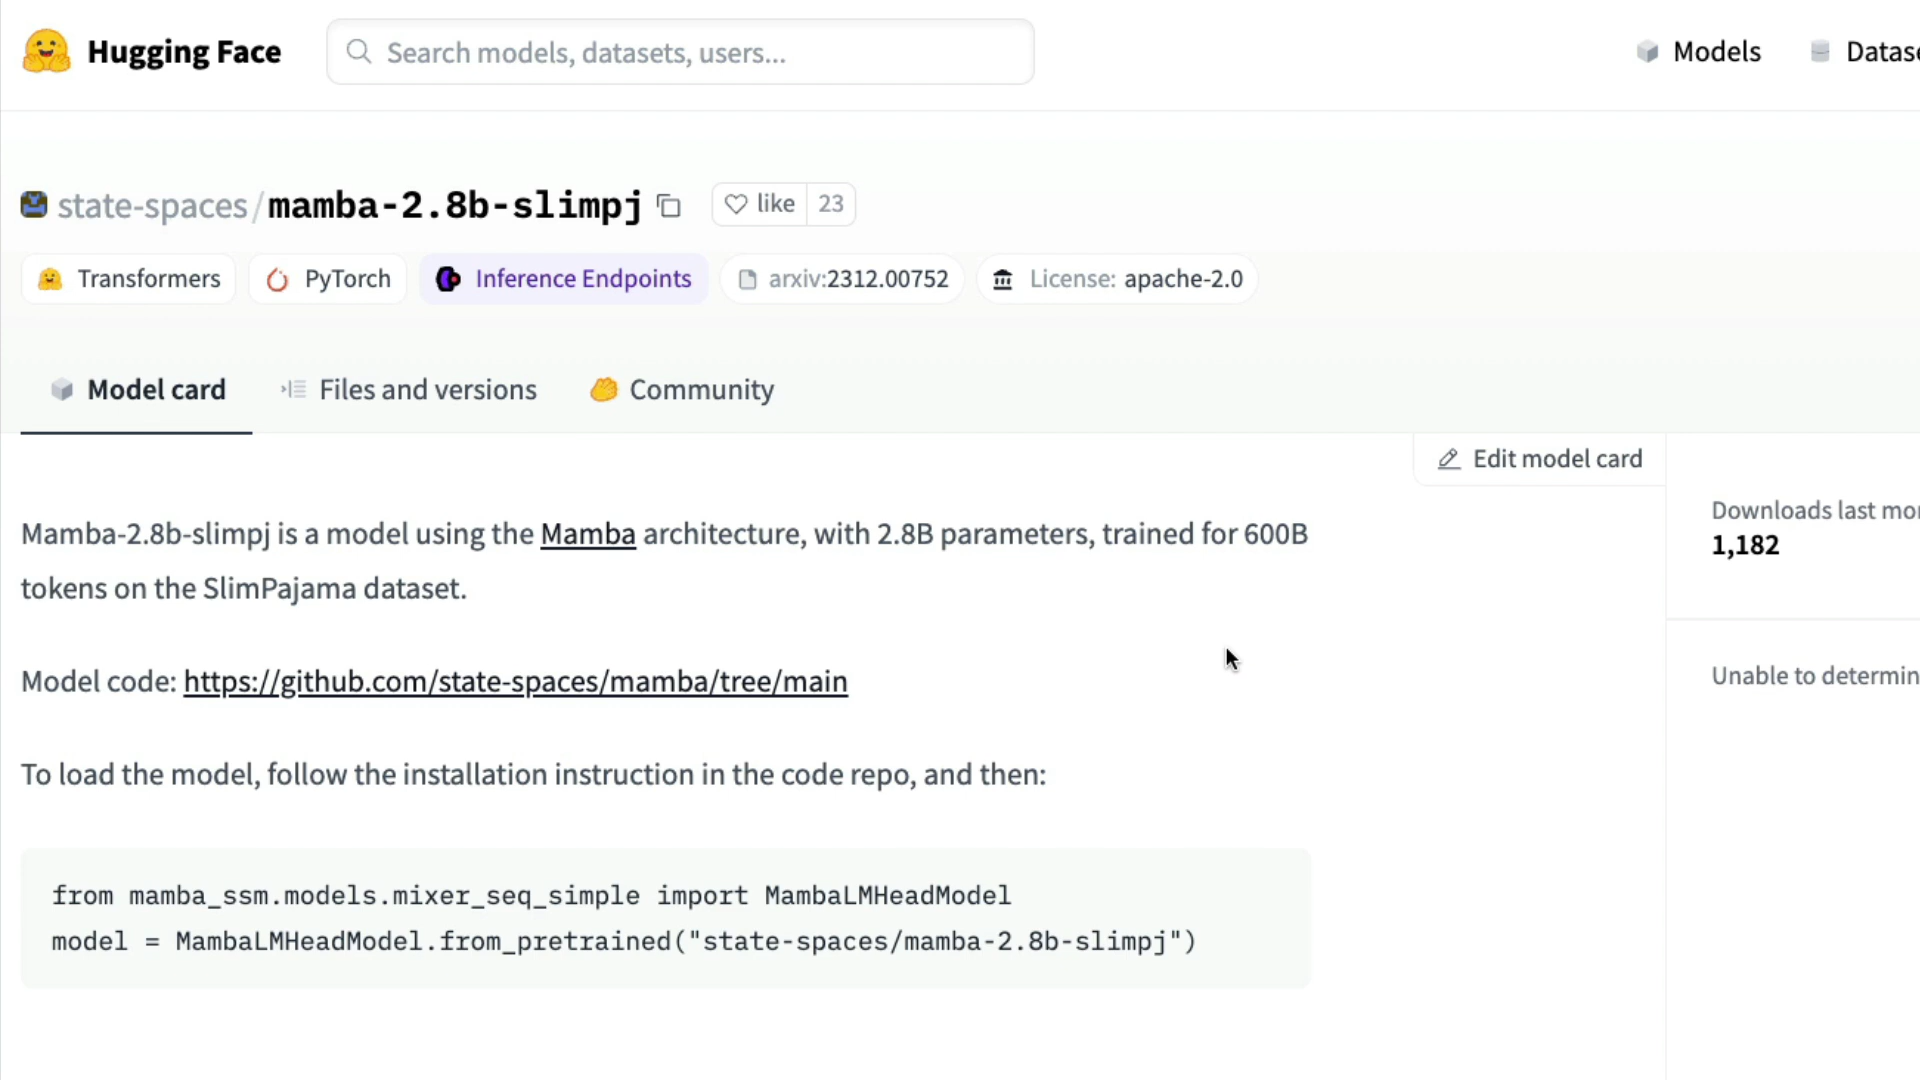 Hugging Face
Search models, datasets, users...
Models
state-spaces/mamba-2.8b-slimpj
like 23
Transformers
PyTorch
Inference Endpoints
arxiv:2312.00752
License: apache-2.0
Model card
Files and versions
Community
Edit model card
Mamba-2.8b-slimpj is a model using the Mamba architecture, with 2.8B parameters, trained for 600B
tokens on the SlimPajama dataset.
Model code: https://github.com/state-spaces/mamba/tree/main
To load the model, follow the installation instruction in the code repo, and then:
from mamba_ssm.models.mixer_seq_simple import MambaLMHeadModel
model = MambaLMHeadModel.from_pretrained("state-spaces/mamba-2.8b-slimpj")
Downloads last
1,182
Unable to